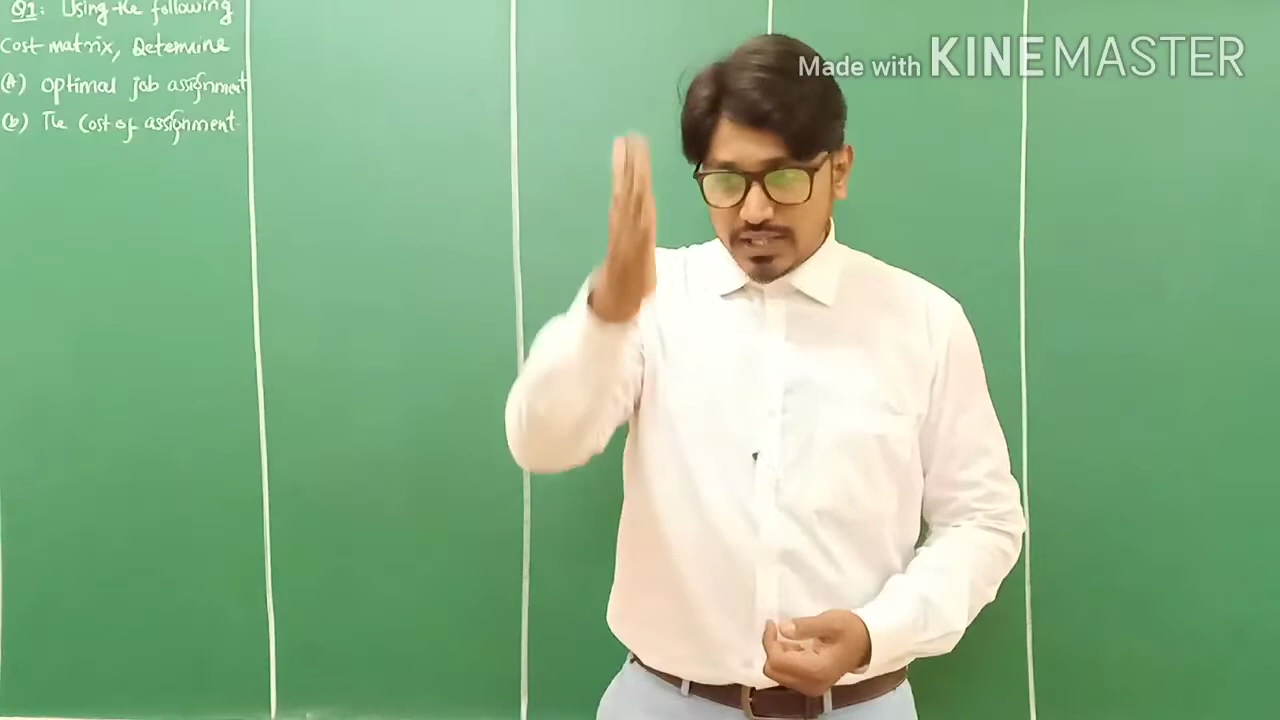 Q1: Using the following
Cost matrix, Determine
(a) optimal job assignment
(b) The Cost of assignment
Made with KINEMASTER